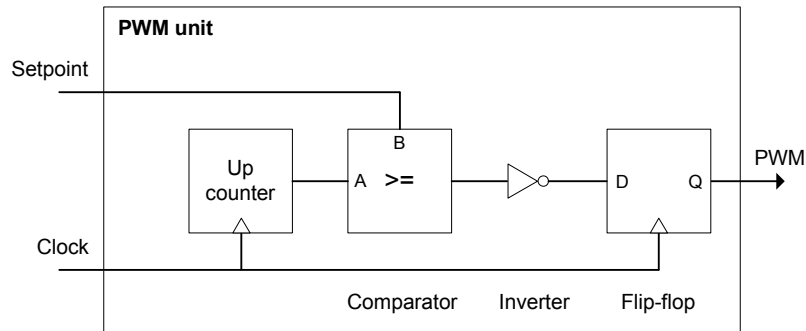 PWM unit
Setpoint
B
Up
counter
A
>=
D
Q
PWM
Clock
Comparator
Inverter
Flip-flop